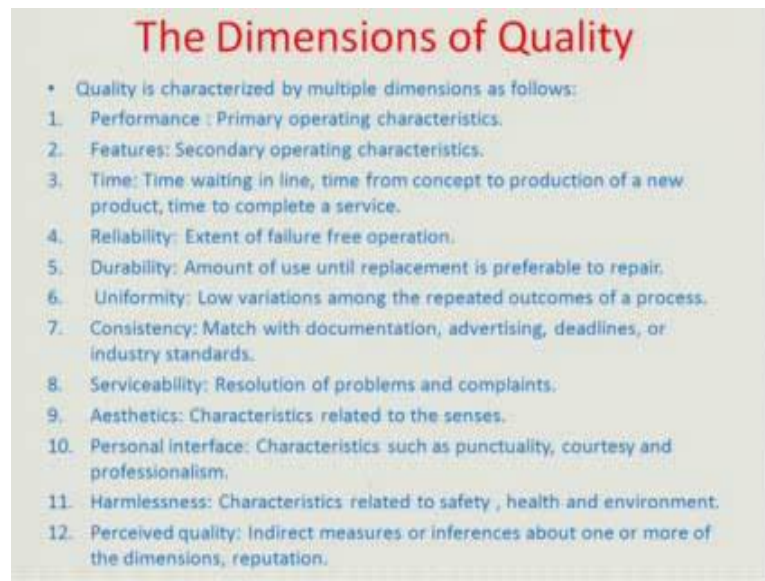 The Dimensions of Quality
• Quality is characterized by multiple dimensions as follows:
1. Performance : Primary operating characteristics.
2. Features: Secondary operating characteristics.
3. Time: Time waiting in line, time from concept to production of a new
product, time to complete a service.
4. Reliability: Extent of failure free operation.
5. Durability: Amount of use until replacement is preferable to repair.
6. Uniformity: Low variations among the repeated outcomes of a process.
7. Consistency: Match with documentation, advertising, deadlines, or
industry standards.
8. Serviceability: Resolution of problems and complaints.
9. Aesthetics: Characteristics related to the senses.
10. Personal interface: Characteristics such as punctuality, courtesy and
professionalism.
11. Harmlessness: Characteristics related to safety , health and environment.
12. Perceived quality: Indirect measures or inferences about one or more of
the dimensions, reputation.